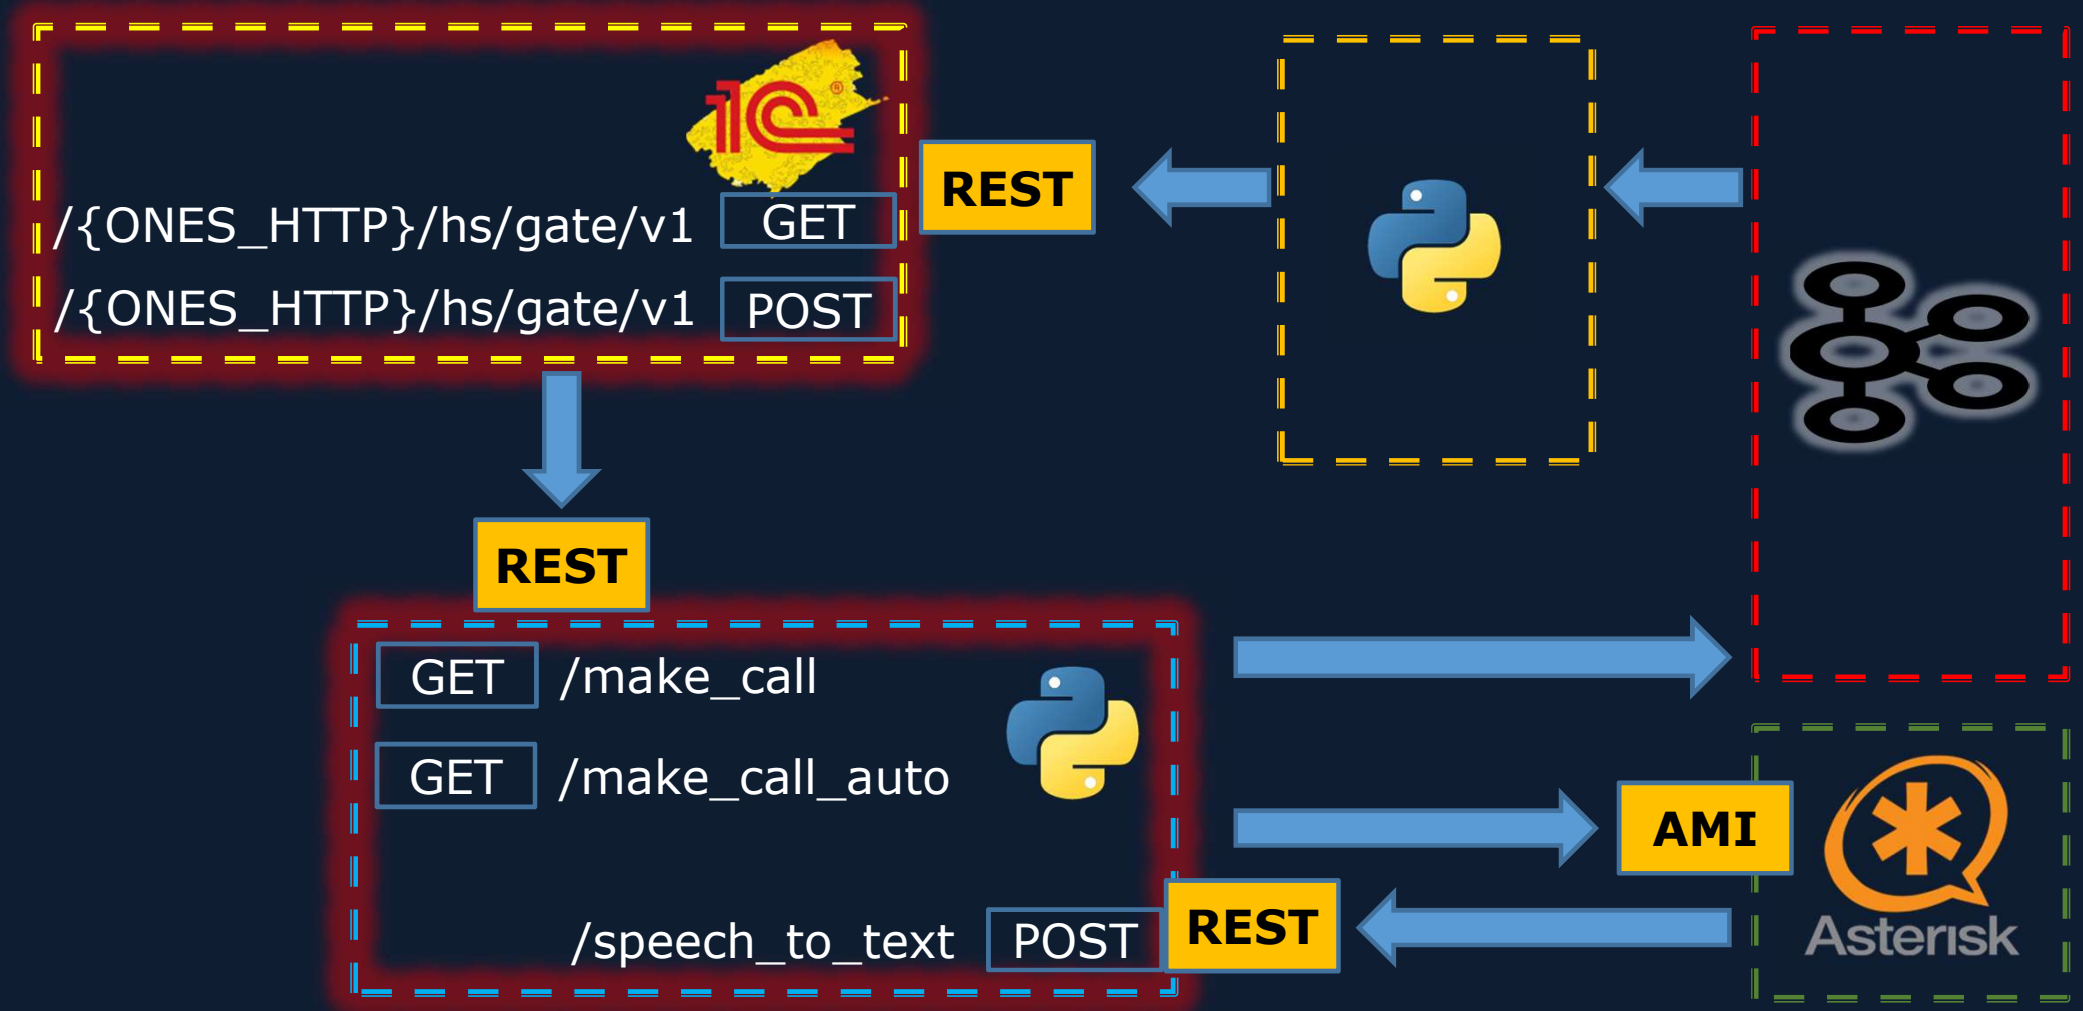 1С®
REST
/{ONES_HTTP}/hs/gate/v1 GET
/{ONES_HTTP}/hs/gate/v1 POST
REST
GET /make_call
GET /make_call_auto
AMI
/speech_to_text POST
REST
Asterisk